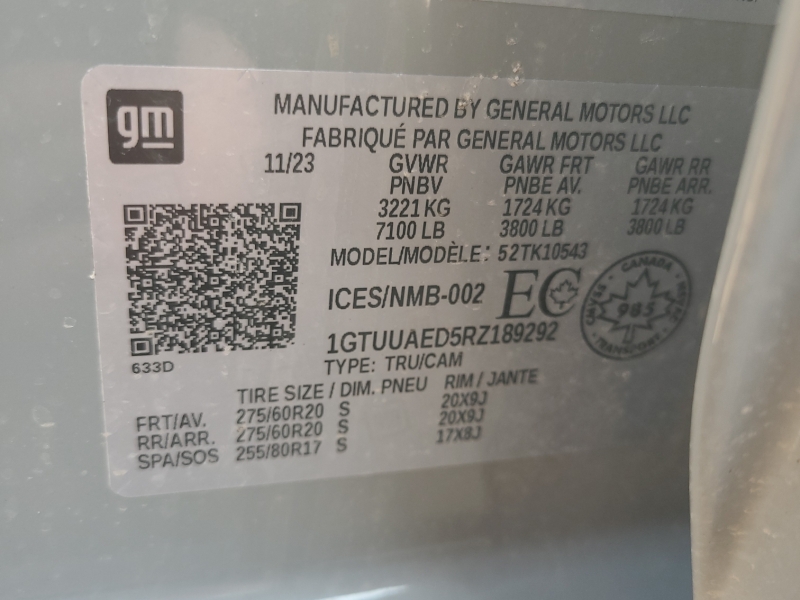 gm
MANUFACTURED BY GENERAL MOTORS LLC
FABRIQUÉ PAR GENERAL MOTORS LLC
11/23 GVWR GAWR FRT GAWR RR
PNBV PNBE AV. PNBE ARR.
3221 KG 1724 KG 1724 KG
7100 LB 3800 LB 3800 LB
MODEL/MODÈLE: 52TK10543
ICES/NMB-002 EC
CANADA
985
TRANSPORT
1GTUUAED5RZ189292
TYPE: TRU/CAM
633D
TIRE SIZE / DIM. PNEU RIM / JANTE
FRT/AV. 275/60R20 S 20X9J
RR/ARR. 275/60R20 S 20X9J
SPA/SOS 255/80R17 S 17X8J